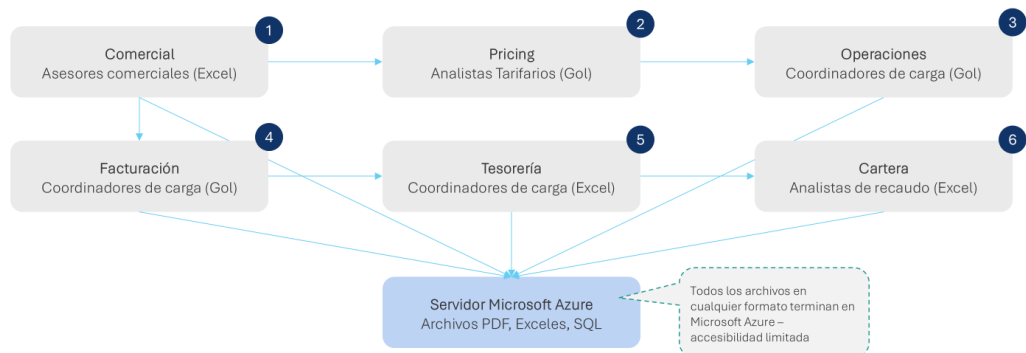 1
Comercial
Asesores comerciales (Excel)
2
Pricing
Analistas Tarifarios (Gol)
3
Operaciones
Coordinadores de carga (Gol)
4
Facturación
Coordinadores de carga (Gol)
5
Tesorería
Coordinadores de carga (Excel)
6
Cartera
Analistas de recaudo (Excel)
Servidor Microsoft Azure
Archivos PDF, Exceles, SQL
Todos los archivos en
cualquier formato terminan en
Microsoft Azure –
accesibilidad limitada